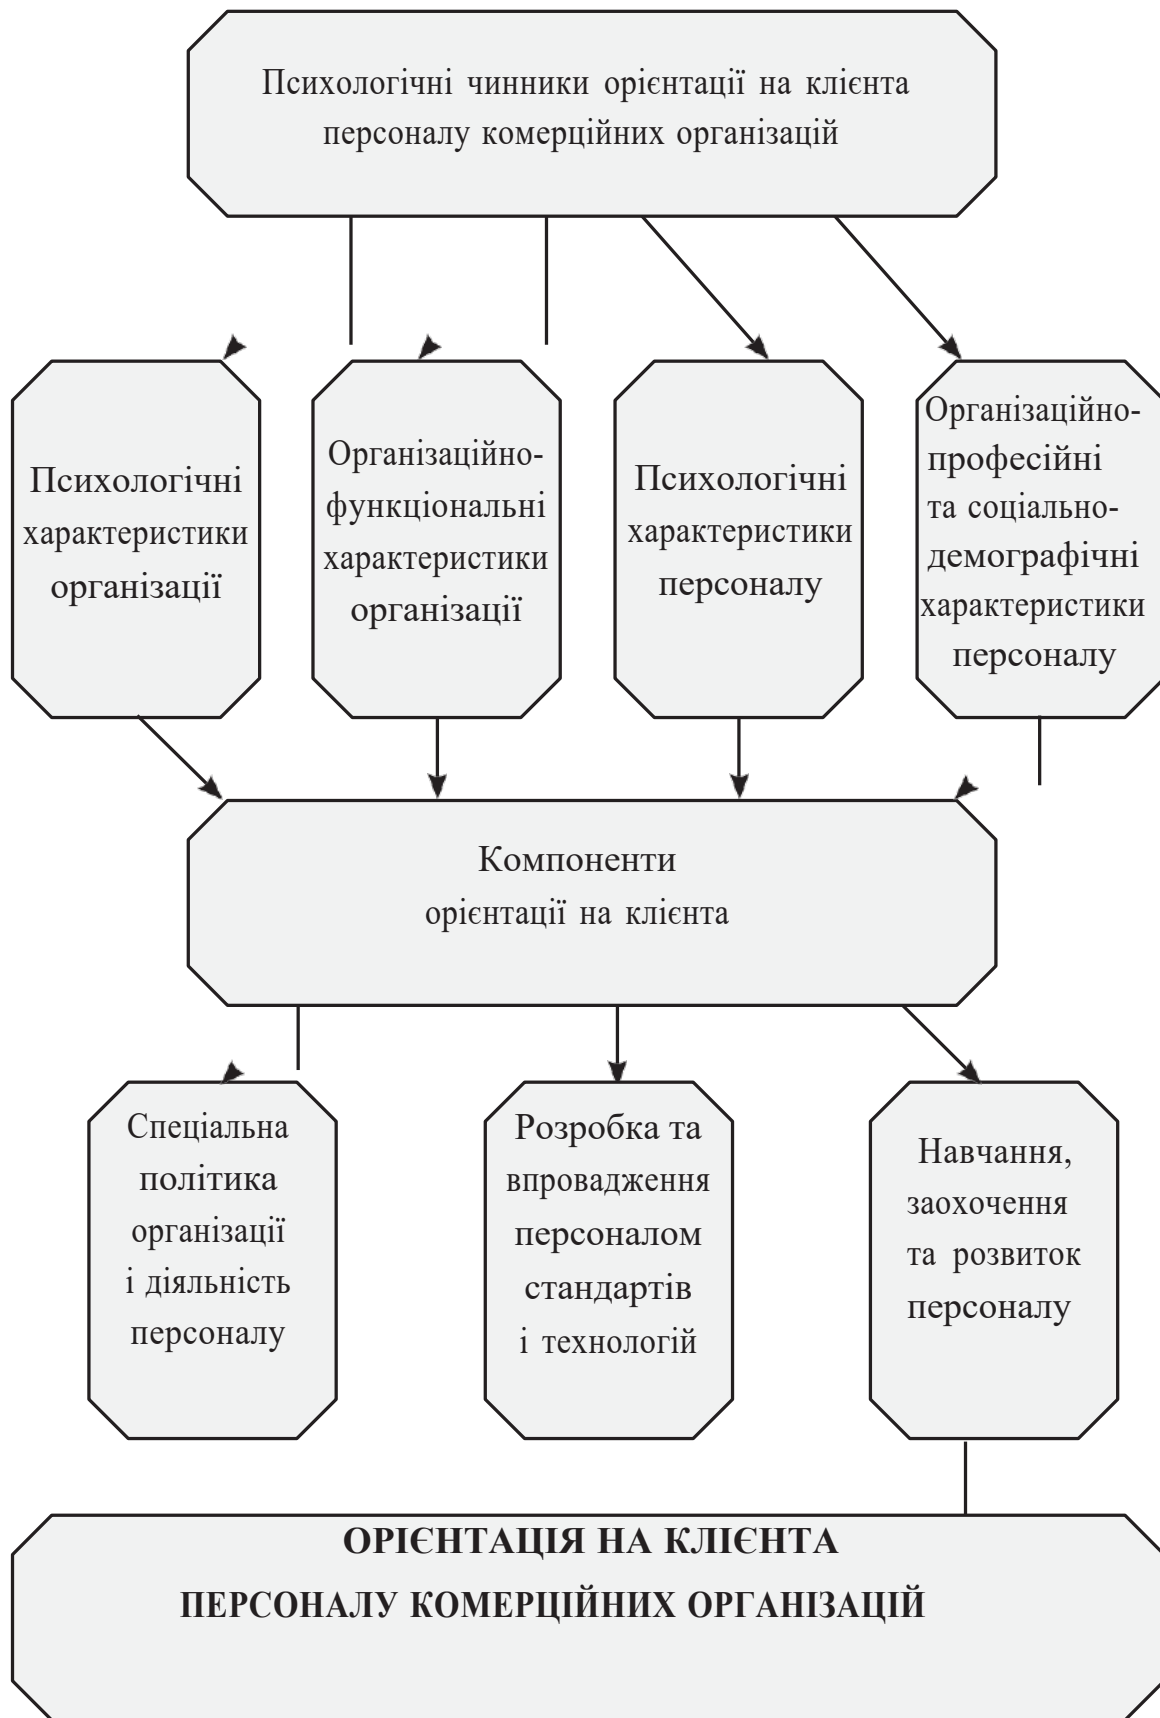 Психологічні чинники орієнтації на клієнта
персоналу комерційних організацій
Психологічні
характеристики
організації
Організаційно-
функціональні
характеристики
організації
Психологічні
характеристики
персоналу
Організаційно-
професійні
та соціально-
демографічні
характеристики
персоналу
Компоненти
орієнтації на клієнта
Спеціальна
політика
організації
і діяльність
персоналу
Розробка та
впровадження
персоналом
стандартів
і технологій
Навчання,
заохочення
та розвиток
персоналу
ОРІЄНТАЦІЯ НА КЛІЄНТА
ПЕРСОНАЛУ КОМЕРЦІЙНИХ ОРГАНІЗАЦІЙ